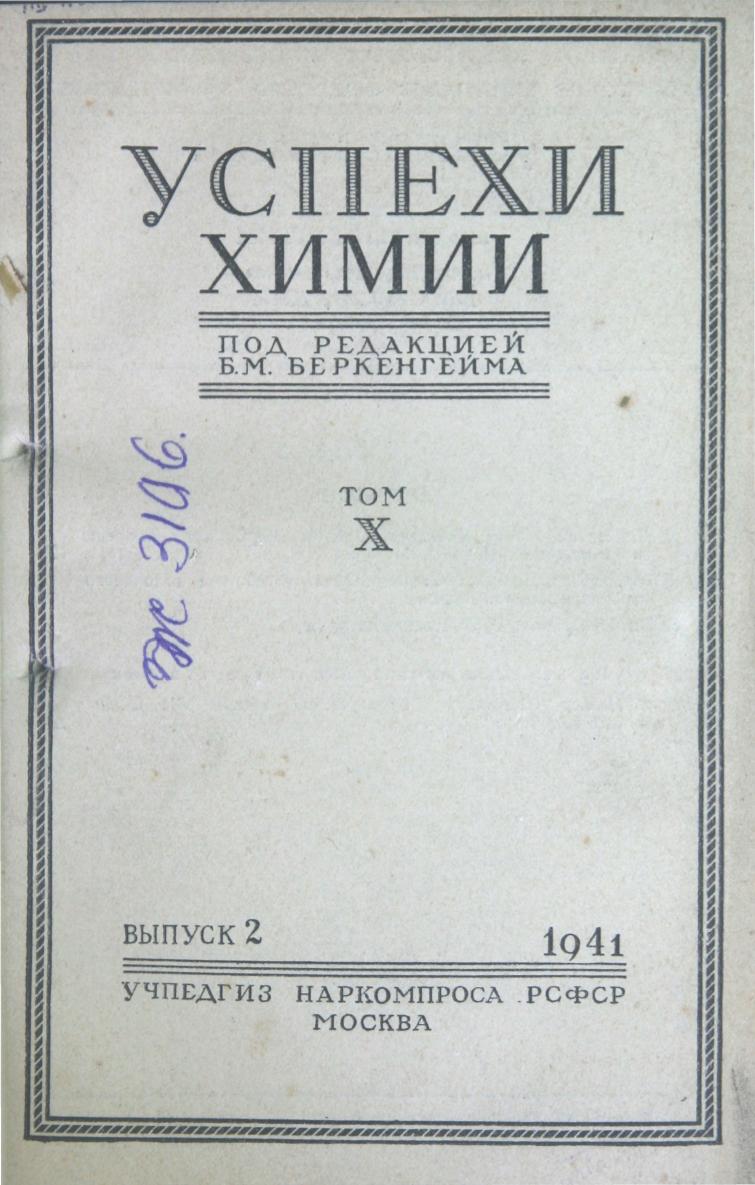 УСПЕХИ
ХИМИИ
ПОД РЕДАКЦИЕЙ
Б.М. БЕРКЕНГЕЙМА
ТОМ
X
ВЫПУСК 2
1941
УЧПЕДГИЗ НАРКОМПРОСА РСФСР
МОСКВА